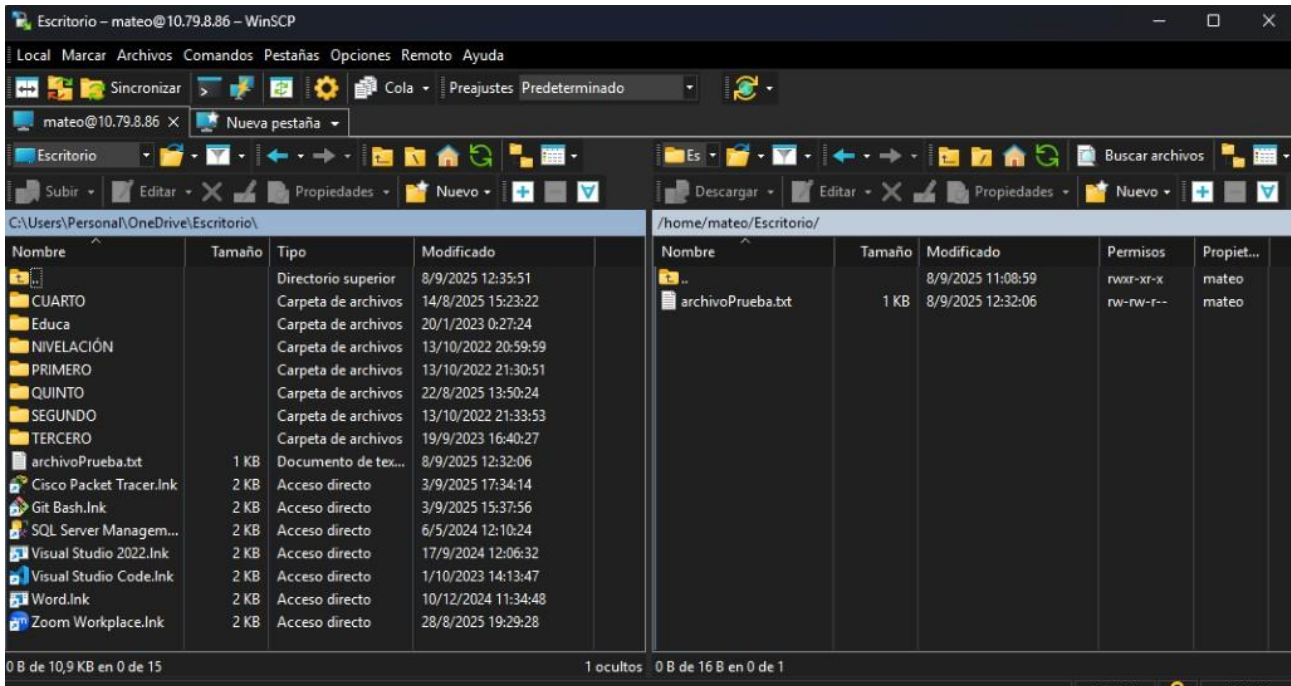 Escritorio – mateo@10.79.8.86 – WinSCP
Local Marcar Archivos Comandos Pestañas Opciones Remoto Ayuda
Sincronizar Cola Preajustes Predeterminado
mateo@10.79.8.86 Nueva pestaña
Escritorio Es Buscar archivos
Subir Editar Propiedades Nuevo Descargar Editar Propiedades Nuevo
C:\Users\Personal\OneDrive\Escritorio\ /home/mateo/Escritorio/
Nombre Tamaño Tipo Modificado Nombre Tamaño Modificado Permisos Propiet...
.. Directorio superior 8/9/2025 12:35:51 .. 8/9/2025 11:08:59 rwxr-xr-x mateo
CUARTO Carpeta de archivos 14/8/2025 15:23:22 archivoPrueba.txt 1 KB 8/9/2025 12:32:06 rw-rw-r-- mateo
Educa Carpeta de archivos 20/1/2023 0:27:24
NIVELACIÓN Carpeta de archivos 13/10/2022 20:59:59
PRIMERO Carpeta de archivos 13/10/2022 21:30:51
QUINTO Carpeta de archivos 22/8/2025 13:50:24
SEGUNDO Carpeta de archivos 13/10/2022 21:33:53
TERCERO Carpeta de archivos 19/9/2023 16:40:27
archivoPrueba.txt 1 KB Documento de tex... 8/9/2025 12:32:06
Cisco Packet Tracer.lnk 2 KB Acceso directo 3/9/2025 17:34:14
Git Bash.lnk 2 KB Acceso directo 3/9/2025 15:37:56
SQL Server Managem... 2 KB Acceso directo 6/5/2024 12:10:24
Visual Studio 2022.lnk 2 KB Acceso directo 17/9/2024 12:06:32
Visual Studio Code.lnk 2 KB Acceso directo 1/10/2023 14:13:47
Word.lnk 2 KB Acceso directo 10/12/2024 11:34:48
Zoom Workplace.lnk 2 KB Acceso directo 28/8/2025 19:29:28
0 B de 10,9 KB en 0 de 15 1 ocultos 0 B de 16 B en 0 de 1